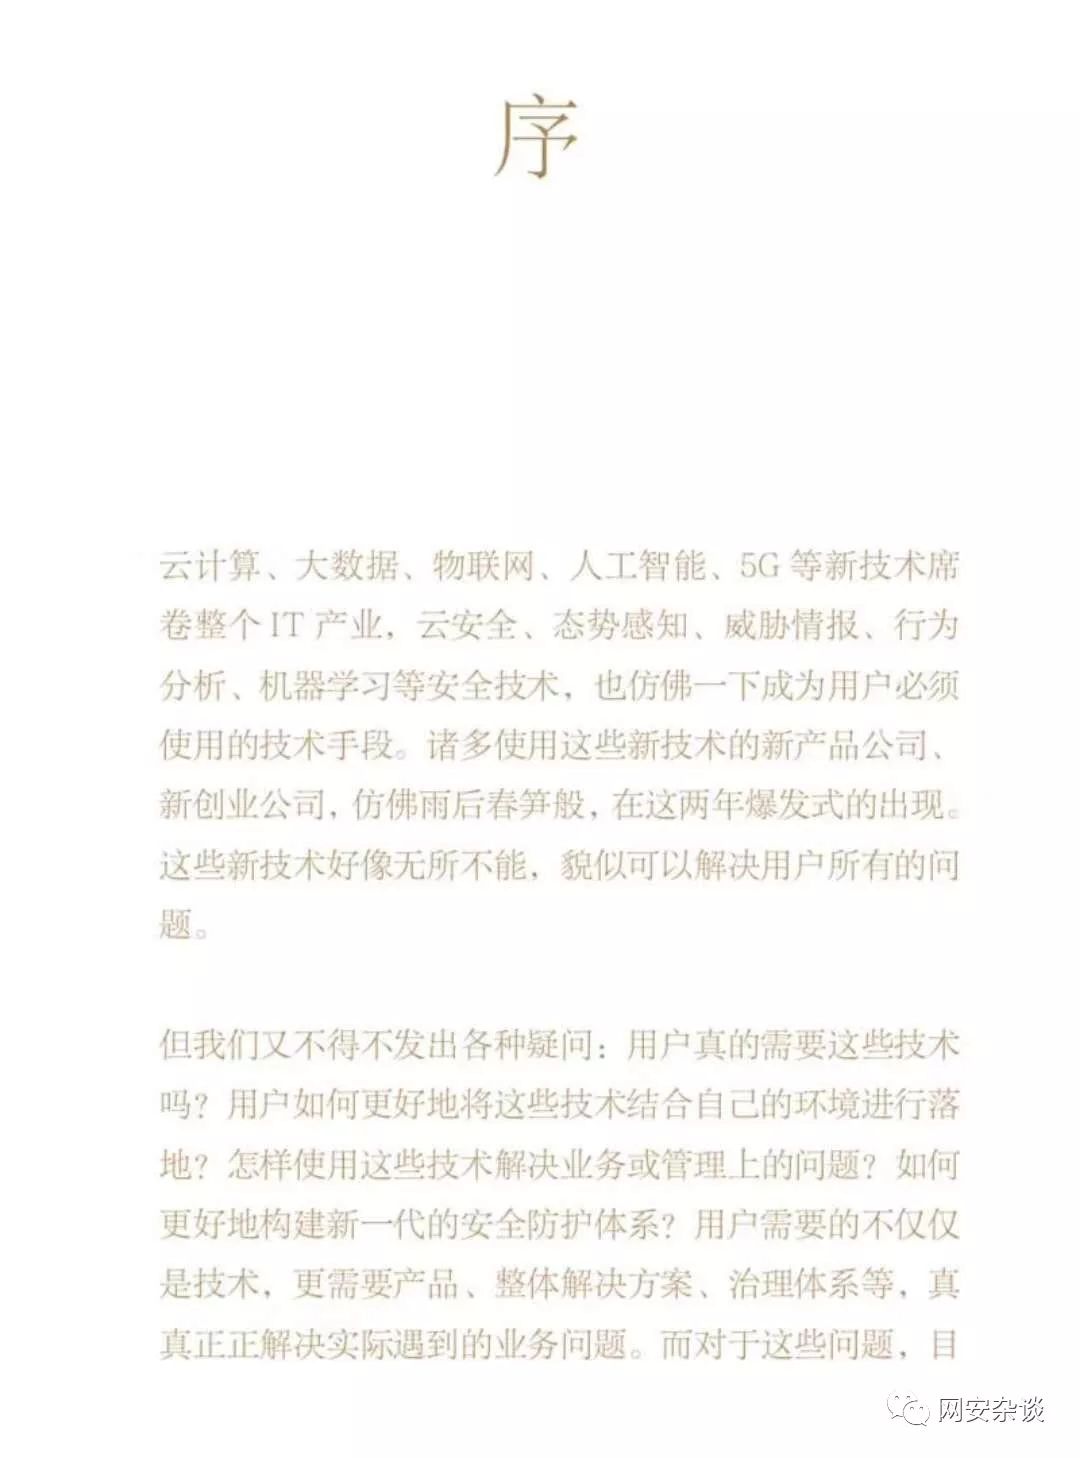 序
云计算、大数据、物联网、人工智能、5G 等新技术席
卷整个 IT 产业，云安全、态势感知、威胁情报、行为
分析、机器学习等安全技术，也仿佛一下成为用户必须
使用的技术手段。诸多使用这些新技术的新产品公司、
新创业公司，仿佛雨后春笋般，在这两年爆发式的出现。
这些新技术好像无所不能，貌似可以解决用户所有的问
题。
但我们又不得不发出各种疑问：用户真的需要这些技术
吗？用户如何更好地将这些技术结合自己的环境进行落
地？怎样使用这些技术解决业务或管理上的问题？如何
更好地构建新一代的安全防护体系？用户需要的不仅仅
是技术，更需要产品、整体解决方案、治理体系等，真
真正正解决实际遇到的业务问题。而对于这些问题，目
网安杂谈